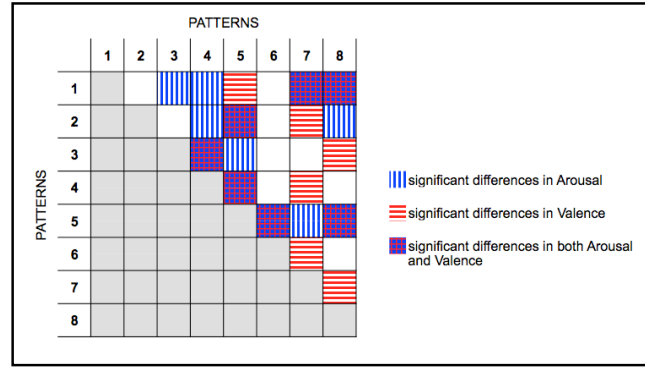 PATTERNS
1 2 3 4 5 6 7 8
1
2
3
4
5
6
7
8
PATTERNS
significant differences in Arousal
significant differences in Valence
significant differences in both Arousal
and Valence